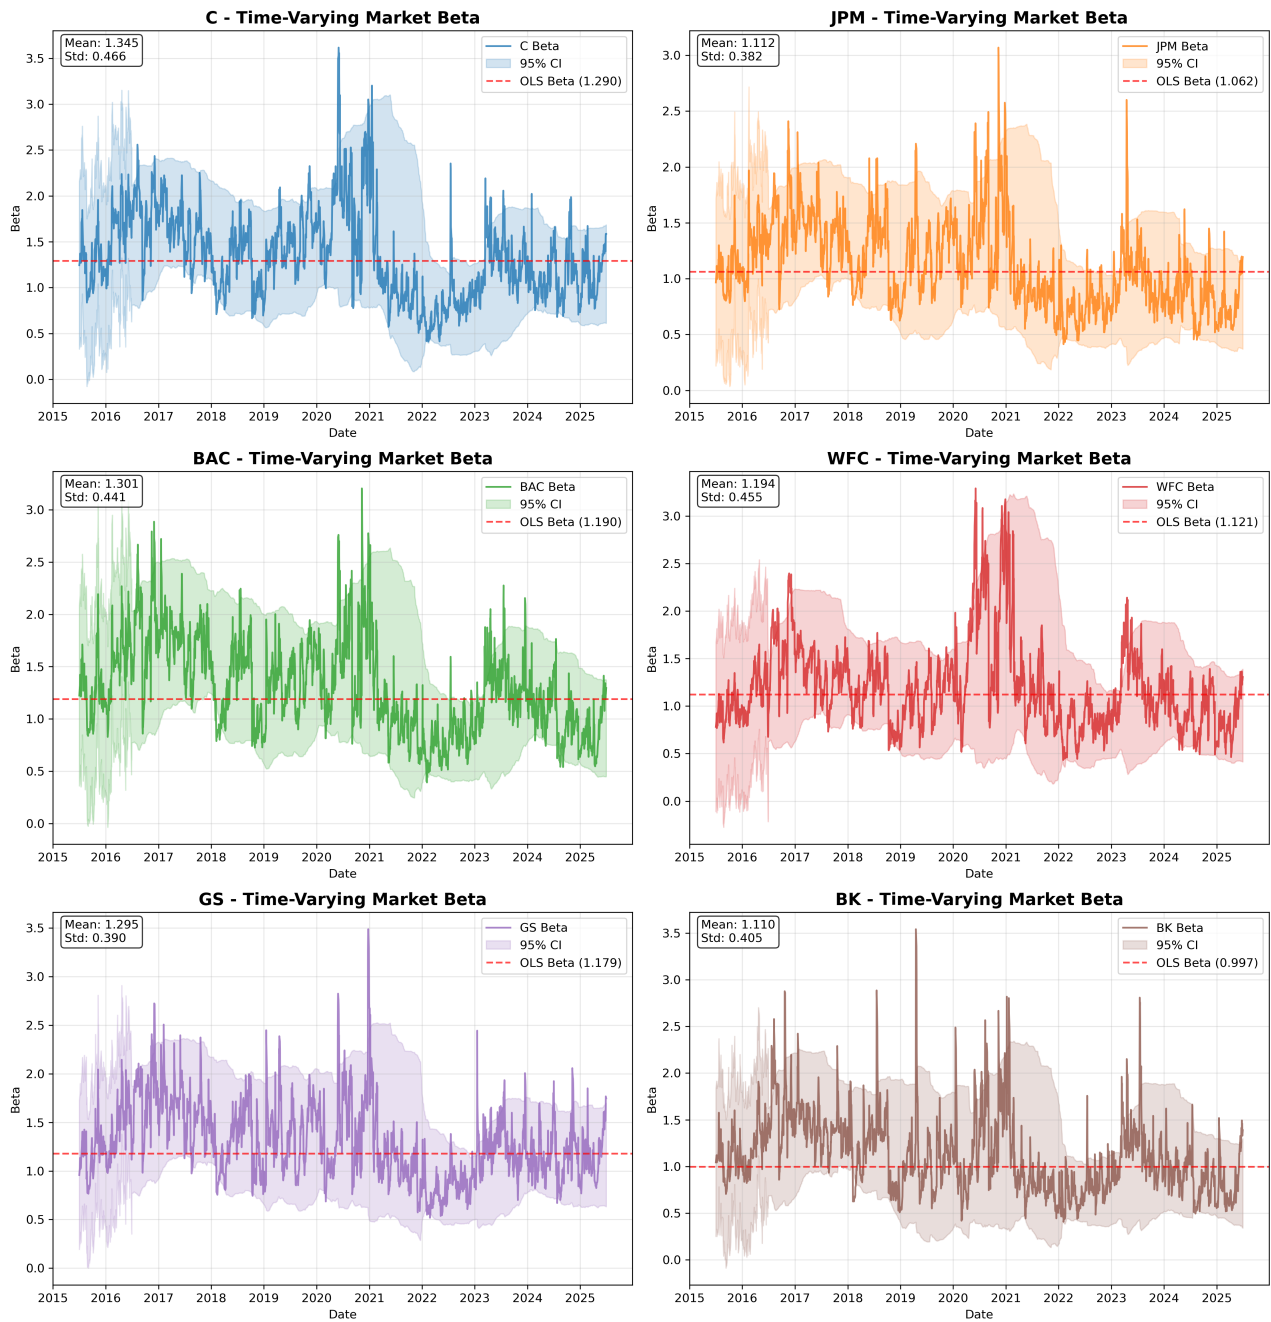 C - Time-Varying Market Beta
Mean: 1.345
Std: 0.466
C Beta
95% CI
OLS Beta (1.290)
3.5
3.0
2.5
2.0
1.5
1.0
0.5
0.0
Beta
2015 2016 2017 2018 2019 2020 2021 2022 2023 2024 2025
Date
JPM - Time-Varying Market Beta
Mean: 1.112
Std: 0.382
JPM Beta
95% CI
OLS Beta (1.062)
3.0
2.5
2.0
1.5
1.0
0.5
0.0
Beta
2015 2016 2017 2018 2019 2020 2021 2022 2023 2024 2025
Date
BAC - Time-Varying Market Beta
Mean: 1.301
Std: 0.441
BAC Beta
95% CI
OLS Beta (1.190)
3.0
2.5
2.0
1.5
1.0
0.5
0.0
Beta
2015 2016 2017 2018 2019 2020 2021 2022 2023 2024 2025
Date
WFC - Time-Varying Market Beta
Mean: 1.194
Std: 0.455
WFC Beta
95% CI
OLS Beta (1.121)
3.0
2.5
2.0
1.5
1.0
0.5
0.0
Beta
2015 2016 2017 2018 2019 2020 2021 2022 2023 2024 2025
Date
GS - Time-Varying Market Beta
Mean: 1.295
Std: 0.390
GS Beta
95% CI
OLS Beta (1.179)
3.5
3.0
2.5
2.0
1.5
1.0
0.5
0.0
Beta
2015 2016 2017 2018 2019 2020 2021 2022 2023 2024 2025
Date
BK - Time-Varying Market Beta
Mean: 1.110
Std: 0.405
BK Beta
95% CI
OLS Beta (0.997)
3.5
3.0
2.5
2.0
1.5
1.0
0.5
0.0
Beta
2015 2016 2017 2018 2019 2020 2021 2022 2023 2024 2025
Date